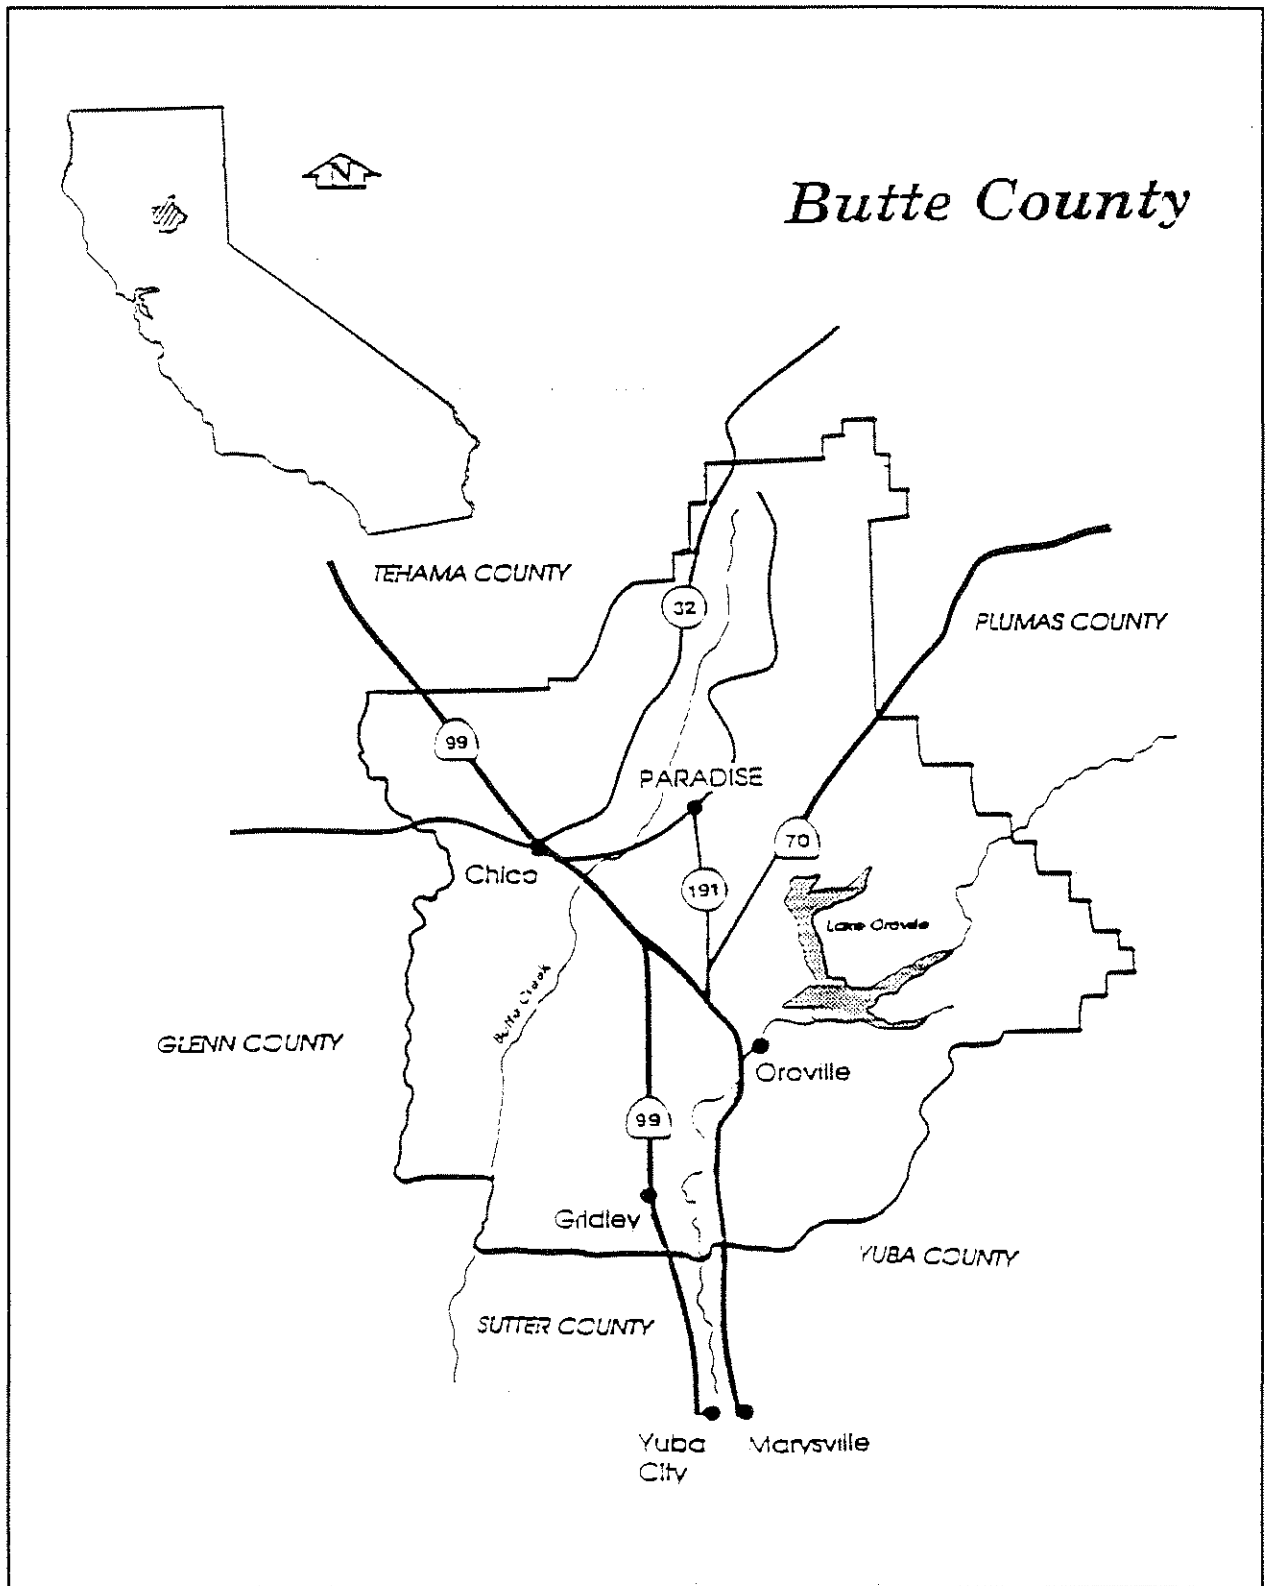 N
Butte County
TEHAMA COUNTY
32
PLUMAS COUNTY
99
PARADISE
70
Chico
191
Lake Oroville
Butte Creek
GLENN COUNTY
Oroville
99
Gridley
YUBA COUNTY
SUTTER COUNTY
Yuba
City
Marysville